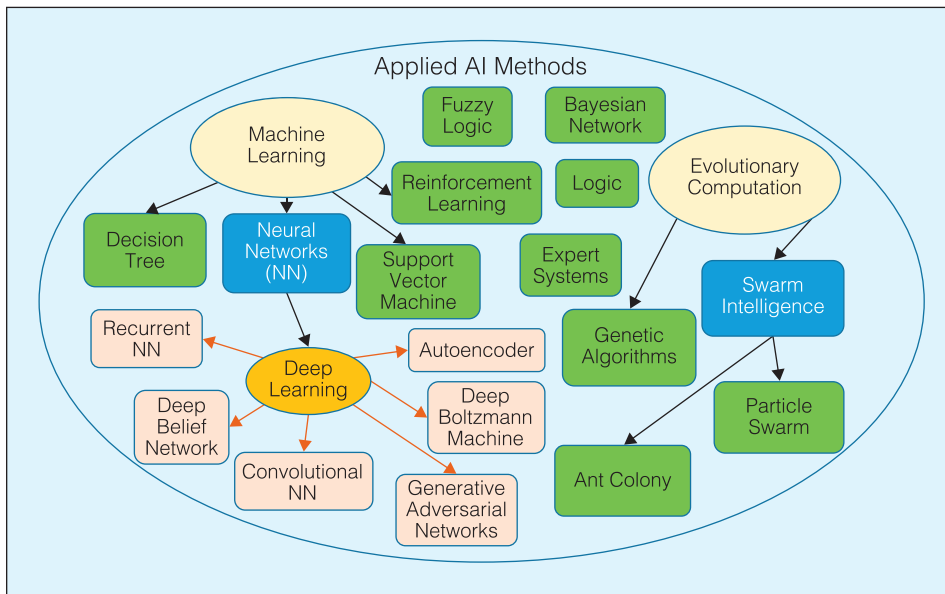 Applied AI Methods
Machine
Learning
Fuzzy
Logic
Bayesian
Network
Evolutionary
Computation
Reinforcement
Learning
Logic
Decision
Tree
Neural
Networks
(NN)
Support
Vector
Machine
Expert
Systems
Swarm
Intelligence
Genetic
Algorithms
Recurrent
NN
Autoencoder
Deep
Learning
Deep
Belief
Network
Deep
Boltzmann
Machine
Particle
Swarm
Convolutional
NN
Generative
Adversarial
Networks
Ant Colony